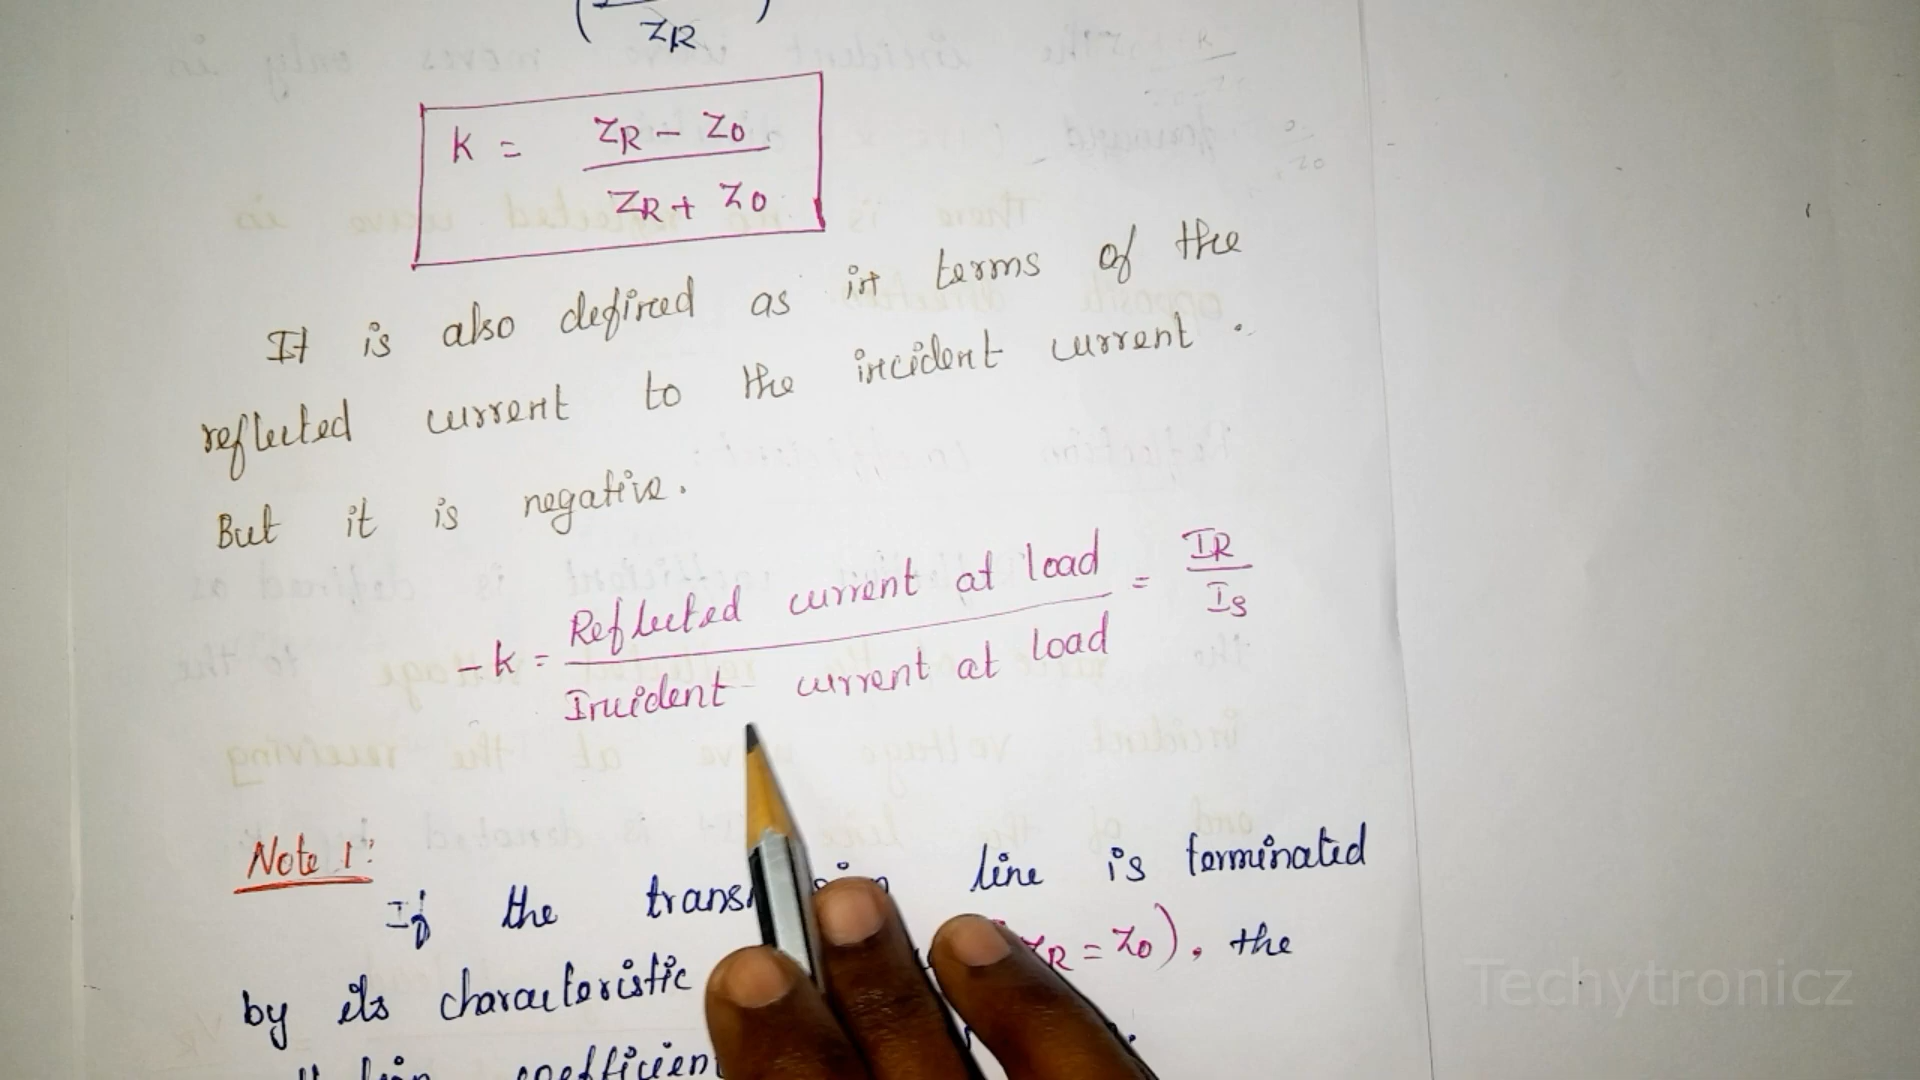 ZR
K = ZR - Z0 / ZR + Z0
It is also defined as in terms of the
reflected current to the incident current.
But it is negative.
-K = Reflected current at load / Incident current at load = IR / IS
Note 1:
If the line is terminated
by its characteristic ZR = Z0), the
Techytronicz